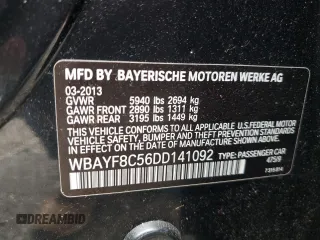 MFD BY BAYERISCHE MOTOREN WERKE AG
03-2013
GVWR 5940 lbs 2694 kg
GAWR FRONT 2890 lbs 1311 kg
GAWR REAR 3195 lbs 1449 kg
THIS VEHICLE CONFORMS TO ALL APPLICABLE U.S. FEDERAL MOTOR VEHICLE SAFETY, BUMPER, AND THEFT PREVENTION STANDARDS IN EFFECT ON THE DATE OF MANUFACTURE SHOWN ABOVE.
WBAYF8C56DD141092 TYPE: PASSENGER CAR
475/9
DREAMBID